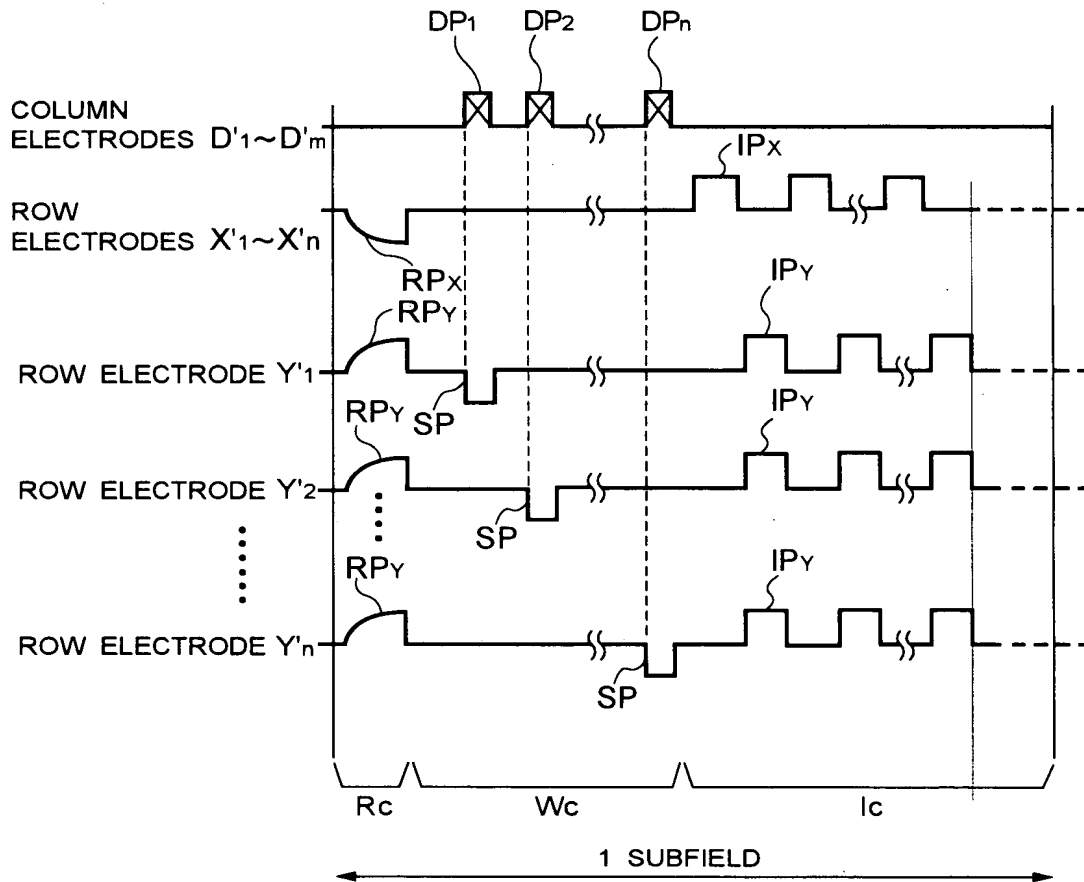 DP1 DP2 DPn
COLUMN
ELECTRODES D'1~D'm
IPX
ROW
ELECTRODES X'1~X'n
RPX
RPY
IPY
ROW ELECTRODE Y'1
SP
RPY
IPY
ROW ELECTRODE Y'2
SP
RPY
IPY
ROW ELECTRODE Y'n
SP
Rc Wc Ic
1 SUBFIELD